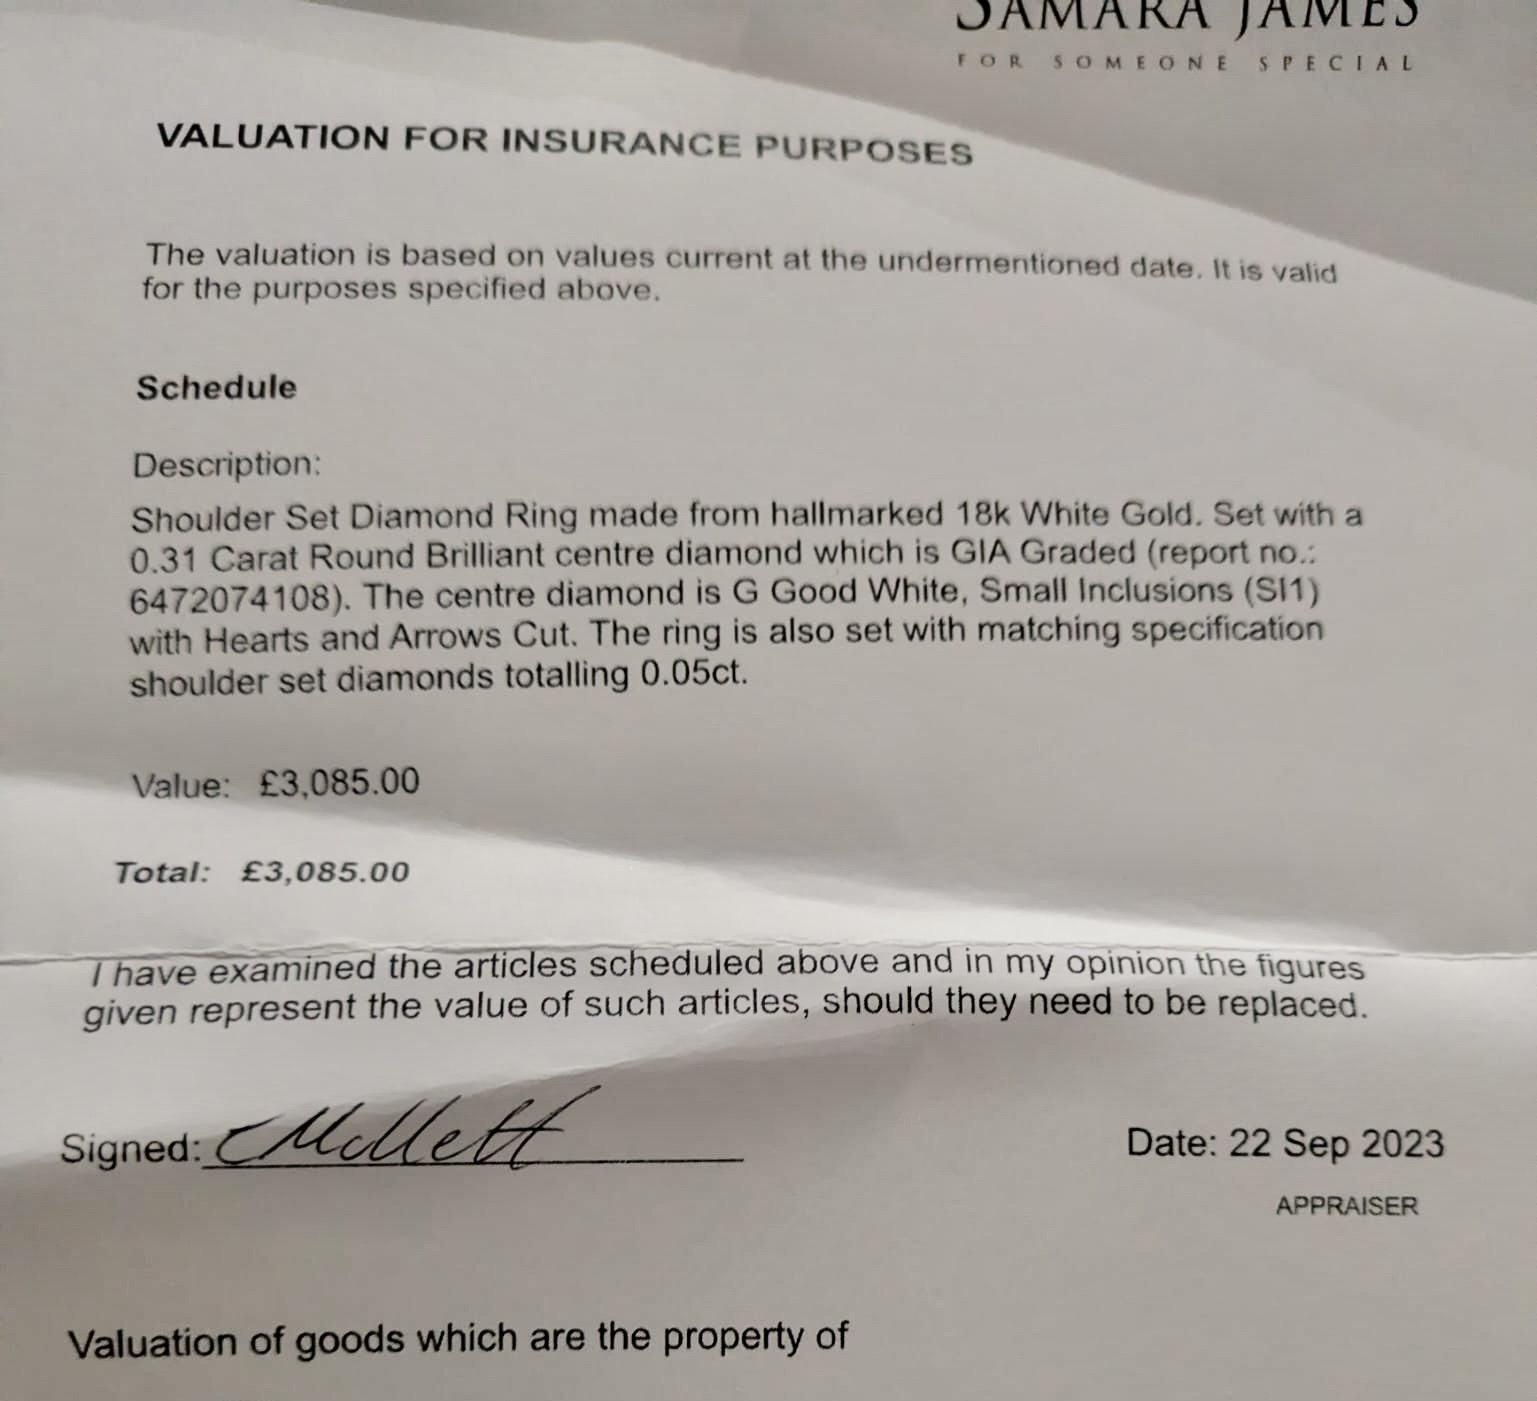 SAMARA JAMES
FOR SOMEONE SPECIAL
VALUATION FOR INSURANCE PURPOSES
The valuation is based on values current at the undermentioned date. It is valid
for the purposes specified above.
Schedule
Description:
Shoulder Set Diamond Ring made from hallmarked 18k White Gold. Set with a
0.31 Carat Round Brilliant centre diamond which is GIA Graded (report no.:
6472074108). The centre diamond is G Good White, Small Inclusions (SI1)
with Hearts and Arrows Cut. The ring is also set with matching specification
shoulder set diamonds totalling 0.05ct.
Value: £3,085.00
Total: £3,085.00
I have examined the articles scheduled above and in my opinion the figures
given represent the value of such articles, should they need to be replaced.
Signed: CMollett
Date: 22 Sep 2023
APPRAISER
Valuation of goods which are the property of